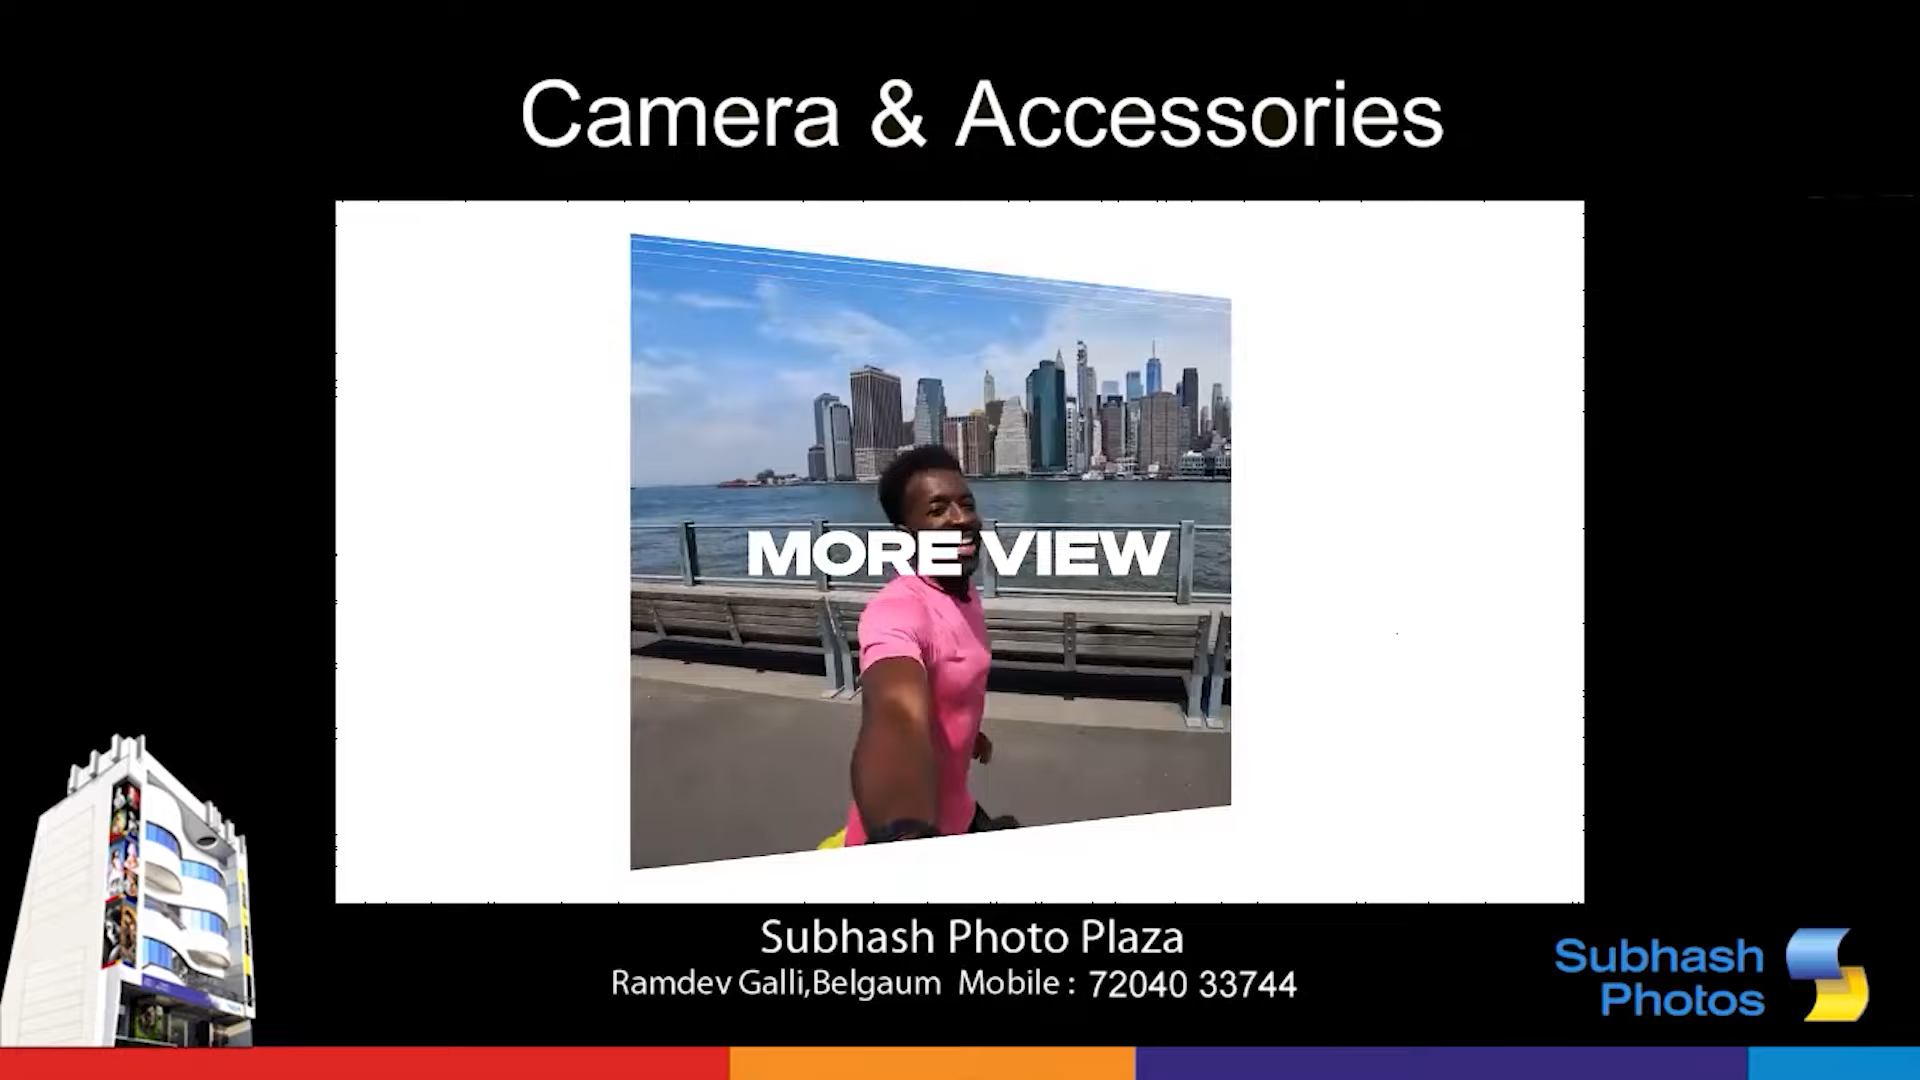 Camera & Accessories
MORE VIEW
Subhash Photo Plaza
Ramdev Galli,Belgaum Mobile : 72040 33744
Subhash
Photos